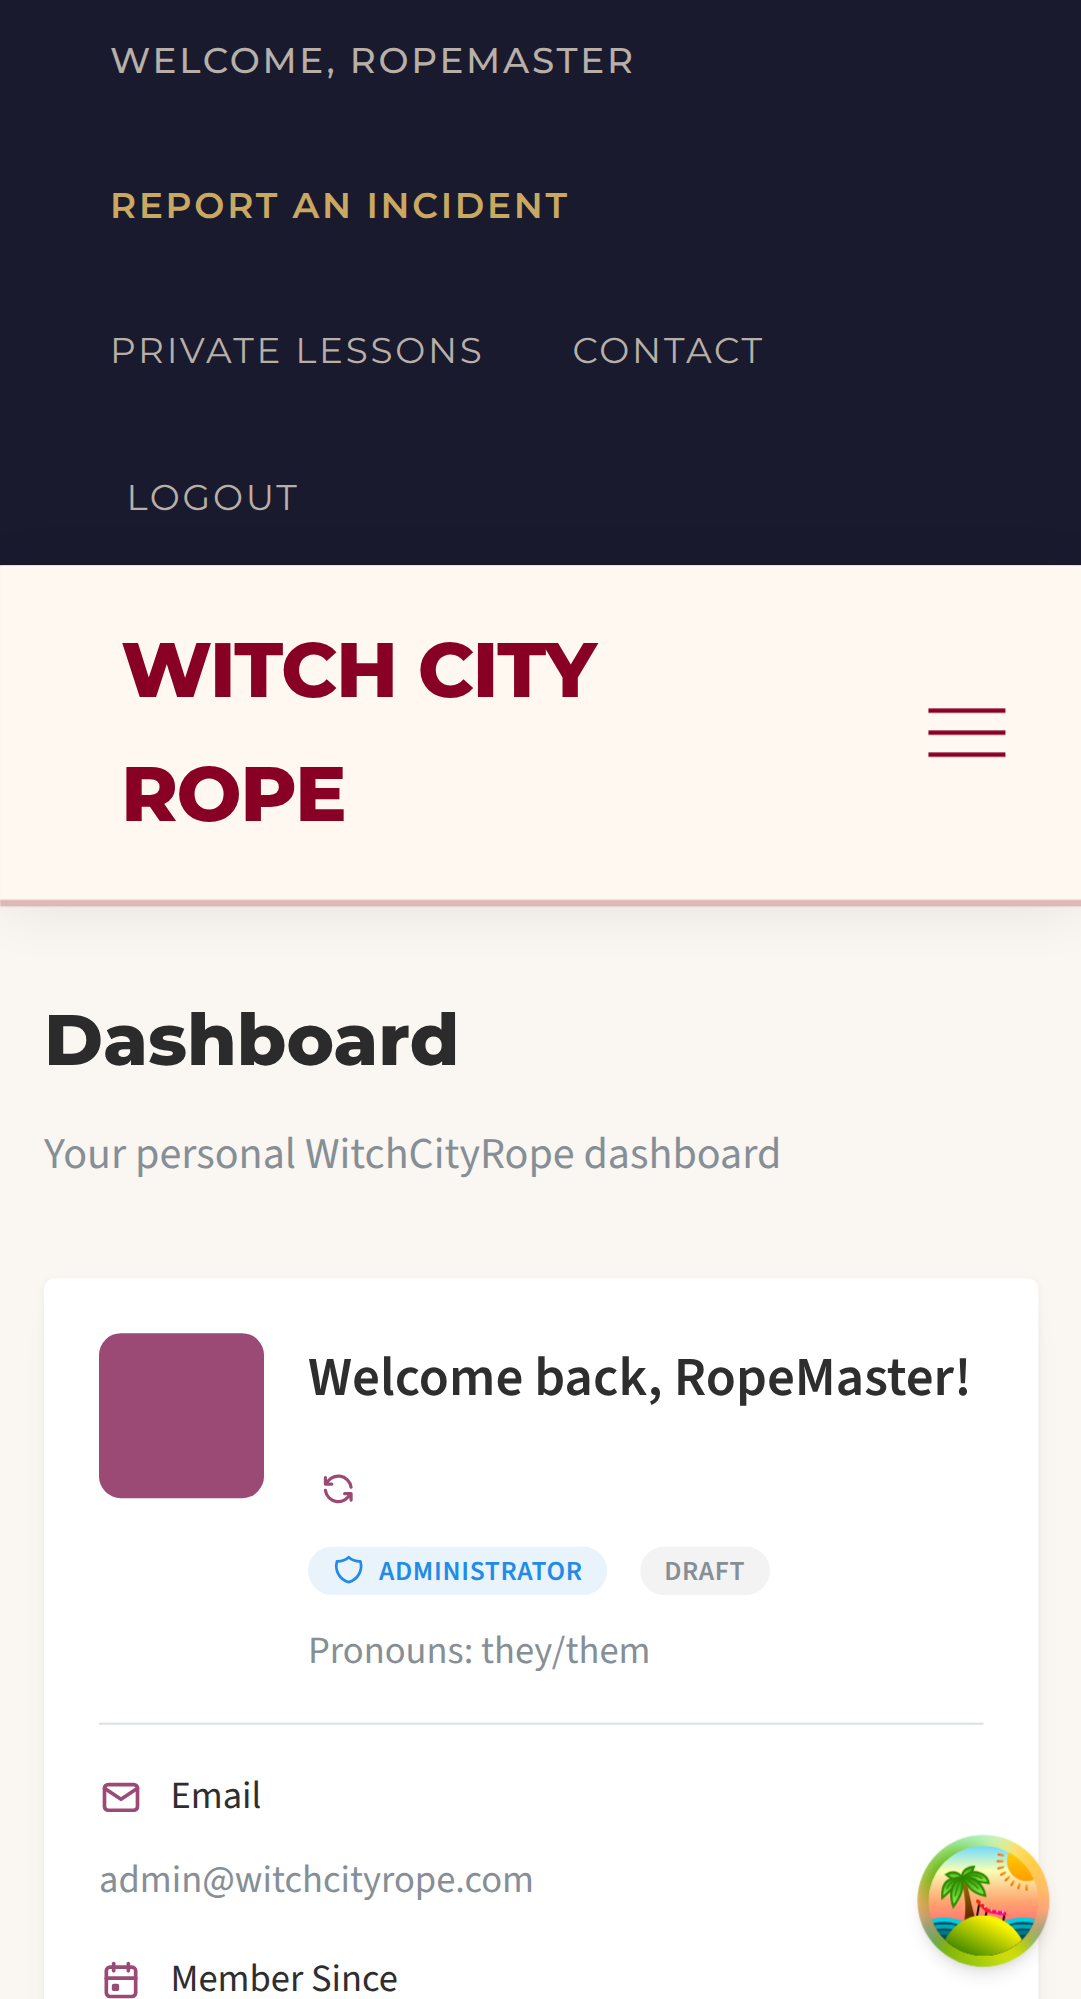 WELCOME, ROPEMASTER
REPORT AN INCIDENT
PRIVATE LESSONS CONTACT
LOGOUT
WITCH CITY
ROPE
Dashboard
Your personal WitchCityRope dashboard
Welcome back, RopeMaster!
ADMINISTRATOR DRAFT
Pronouns: they/them
Email
admin@witchcityrope.com
Member Since